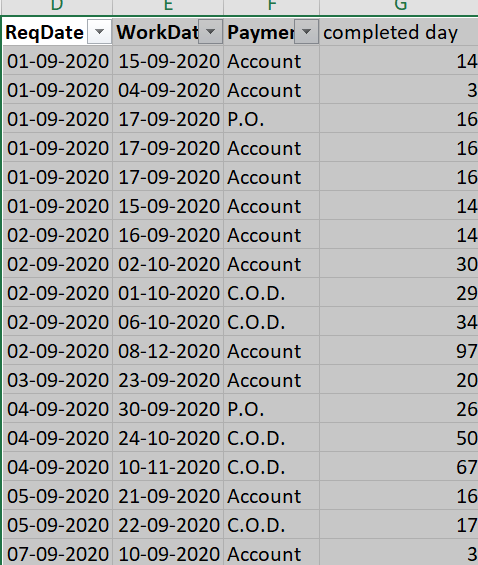 D E F G
ReqDate WorkDat Paymer completed day
01-09-2020 15-09-2020 Account 14
01-09-2020 04-09-2020 Account 3
01-09-2020 17-09-2020 P.O. 16
01-09-2020 17-09-2020 Account 16
01-09-2020 17-09-2020 Account 16
01-09-2020 15-09-2020 Account 14
02-09-2020 16-09-2020 Account 14
02-09-2020 02-10-2020 Account 30
02-09-2020 01-10-2020 C.O.D. 29
02-09-2020 06-10-2020 C.O.D. 34
02-09-2020 08-12-2020 Account 97
03-09-2020 23-09-2020 Account 20
04-09-2020 30-09-2020 P.O. 26
04-09-2020 24-10-2020 C.O.D. 50
04-09-2020 10-11-2020 C.O.D. 67
05-09-2020 21-09-2020 Account 16
05-09-2020 22-09-2020 C.O.D. 17
07-09-2020 10-09-2020 Account 3